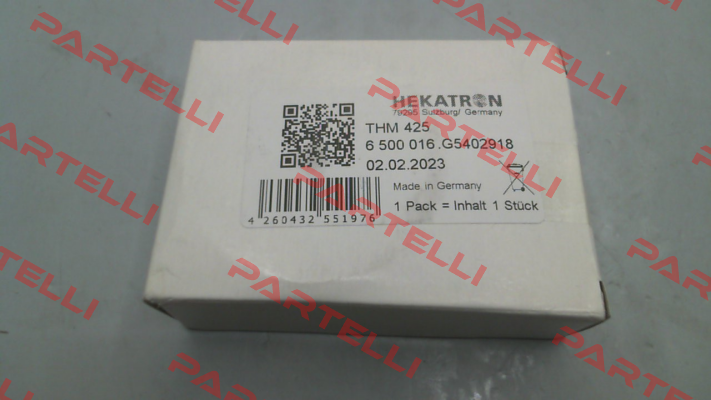 HEKATRON
79295 Sulzburg/ Germany
THM 425
6 500 016 .G5402918
02.02.2023
Made in Germany
1 Pack = Inhalt 1 Stück
4 260432 551976
PARTELLI
PARTELLI
PARTELLI
PARTELLI
PARTELLI
PARTELLI
PARTELLI
PARTELLI